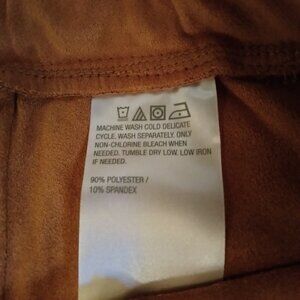 MACHINE WASH COLD DELICATE
CYCLE, WASH SEPARATELY, ONLY
NON-CHLORINE BLEACH WHEN
NEEDED. TUMBLE DRY LOW. LOW IRON
IF NEEDED.
90% POLYESTER /
10% SPANDEX